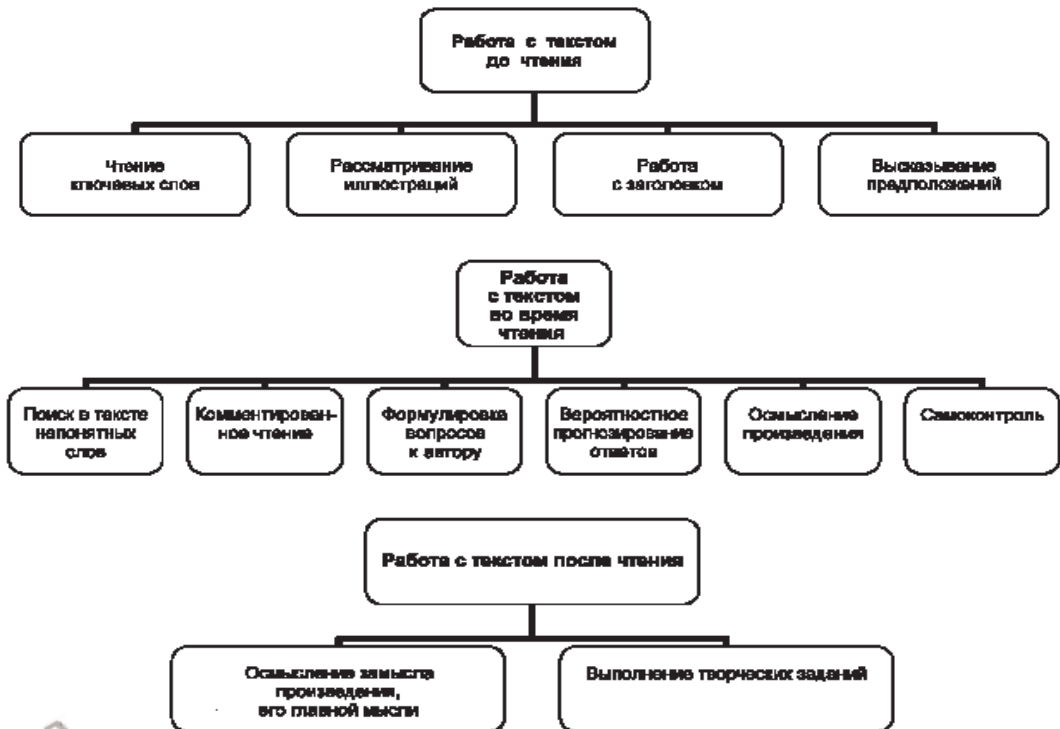 Работа с текстом
до чтения
Чтение
ключевых слов
Рассматривание
иллюстраций
Работа
с заголовком
Высказывание
предположений
Работа
с текстом
во время
чтения
Поиск в тексте
непонятных
слов
Комментирован-
ное чтение
Формулировка
вопросов
к автору
Вероятностное
прогнозирование
ответов
Осмысление
произведения
Самоконтроль
Работа с текстом после чтения
Осмысление замысла
произведения,
его главной мысли
Выполнение творческих заданий